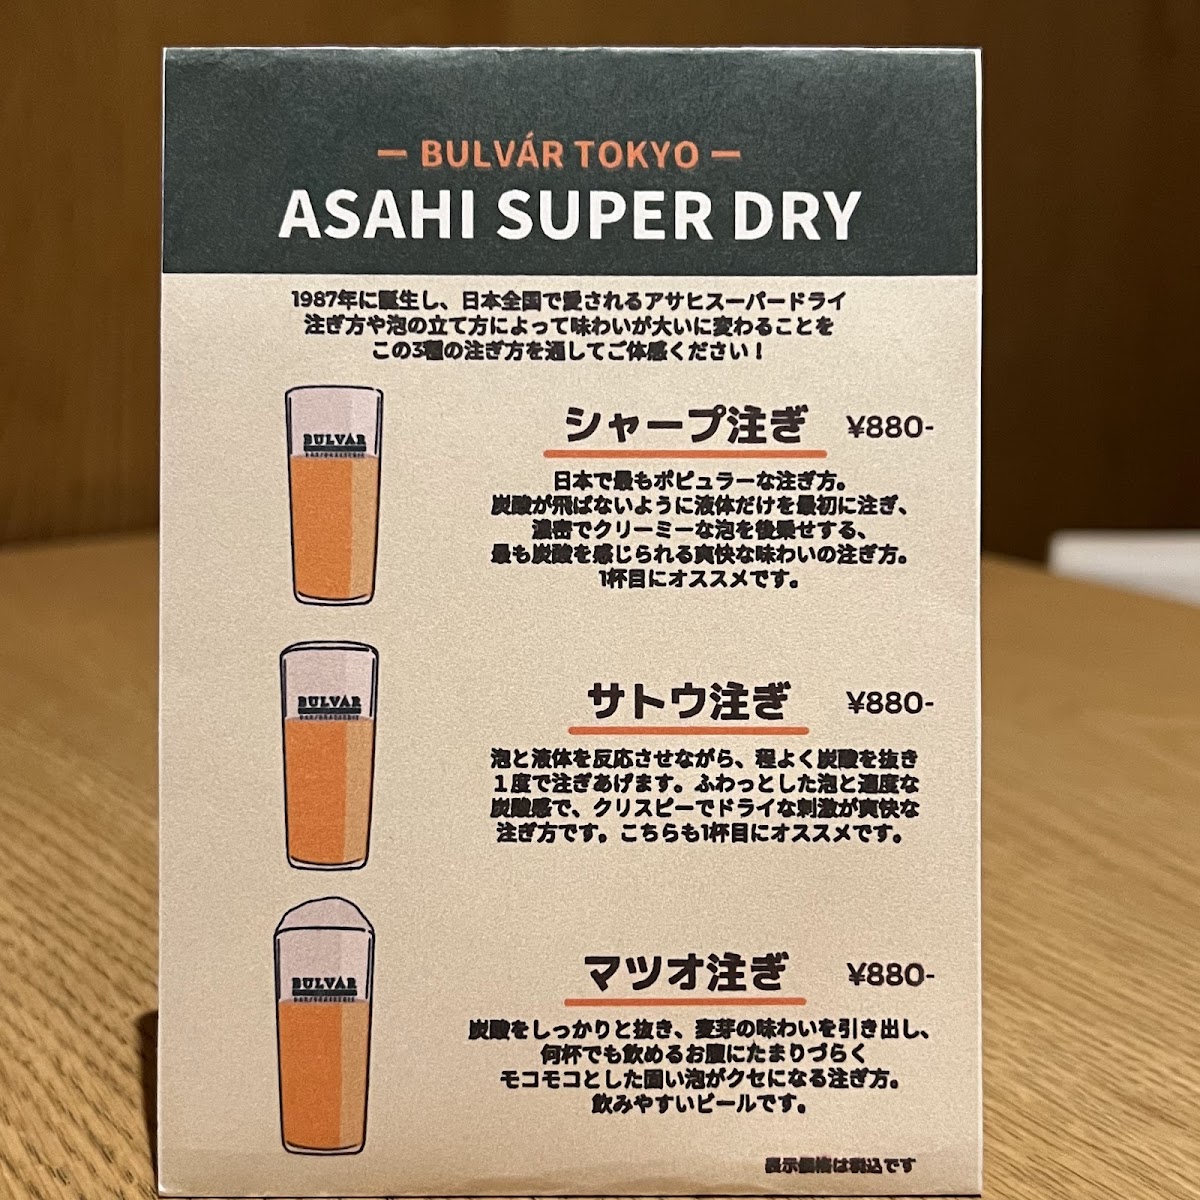 — BULVÁR TOKYO —
ASAHI SUPER DRY
1987年に誕生し、日本全国で愛されるアサヒスーパードライ
注ぎ方や泡の立て方によって味わいが大いに変わることを
この3種の注ぎ方を通してご体感ください！
BULVÁR
BAR/BRASSERIE
シャープ注ぎ ¥880-
日本で最もポピュラーな注ぎ方。
炭酸が飛ばないように液体だけを最初に注ぎ、
濃密でクリーミーな泡を後乗せする、
最も炭酸を感じられる爽快な味わいの注ぎ方。
1杯目にオススメです。
BULVÁR
BAR/BRASSERIE
サトウ注ぎ ¥880-
泡と液体を反応させながら、程よく炭酸を抜き
１度で注ぎあげます。ふわっとした泡と適度な
炭酸感で、クリスピーでドライな刺激が爽快な
注ぎ方です。こちらも1杯目にオススメです。
BULVÁR
BAR/BRASSERIE
マツオ注ぎ ¥880-
炭酸をしっかりと抜き、麦芽の味わいを引き出し、
何杯でも飲めるお腹にたまりづらく
モコモコとした固い泡がクセになる注ぎ方。
飲みやすいビールです。
表示価格は税込です